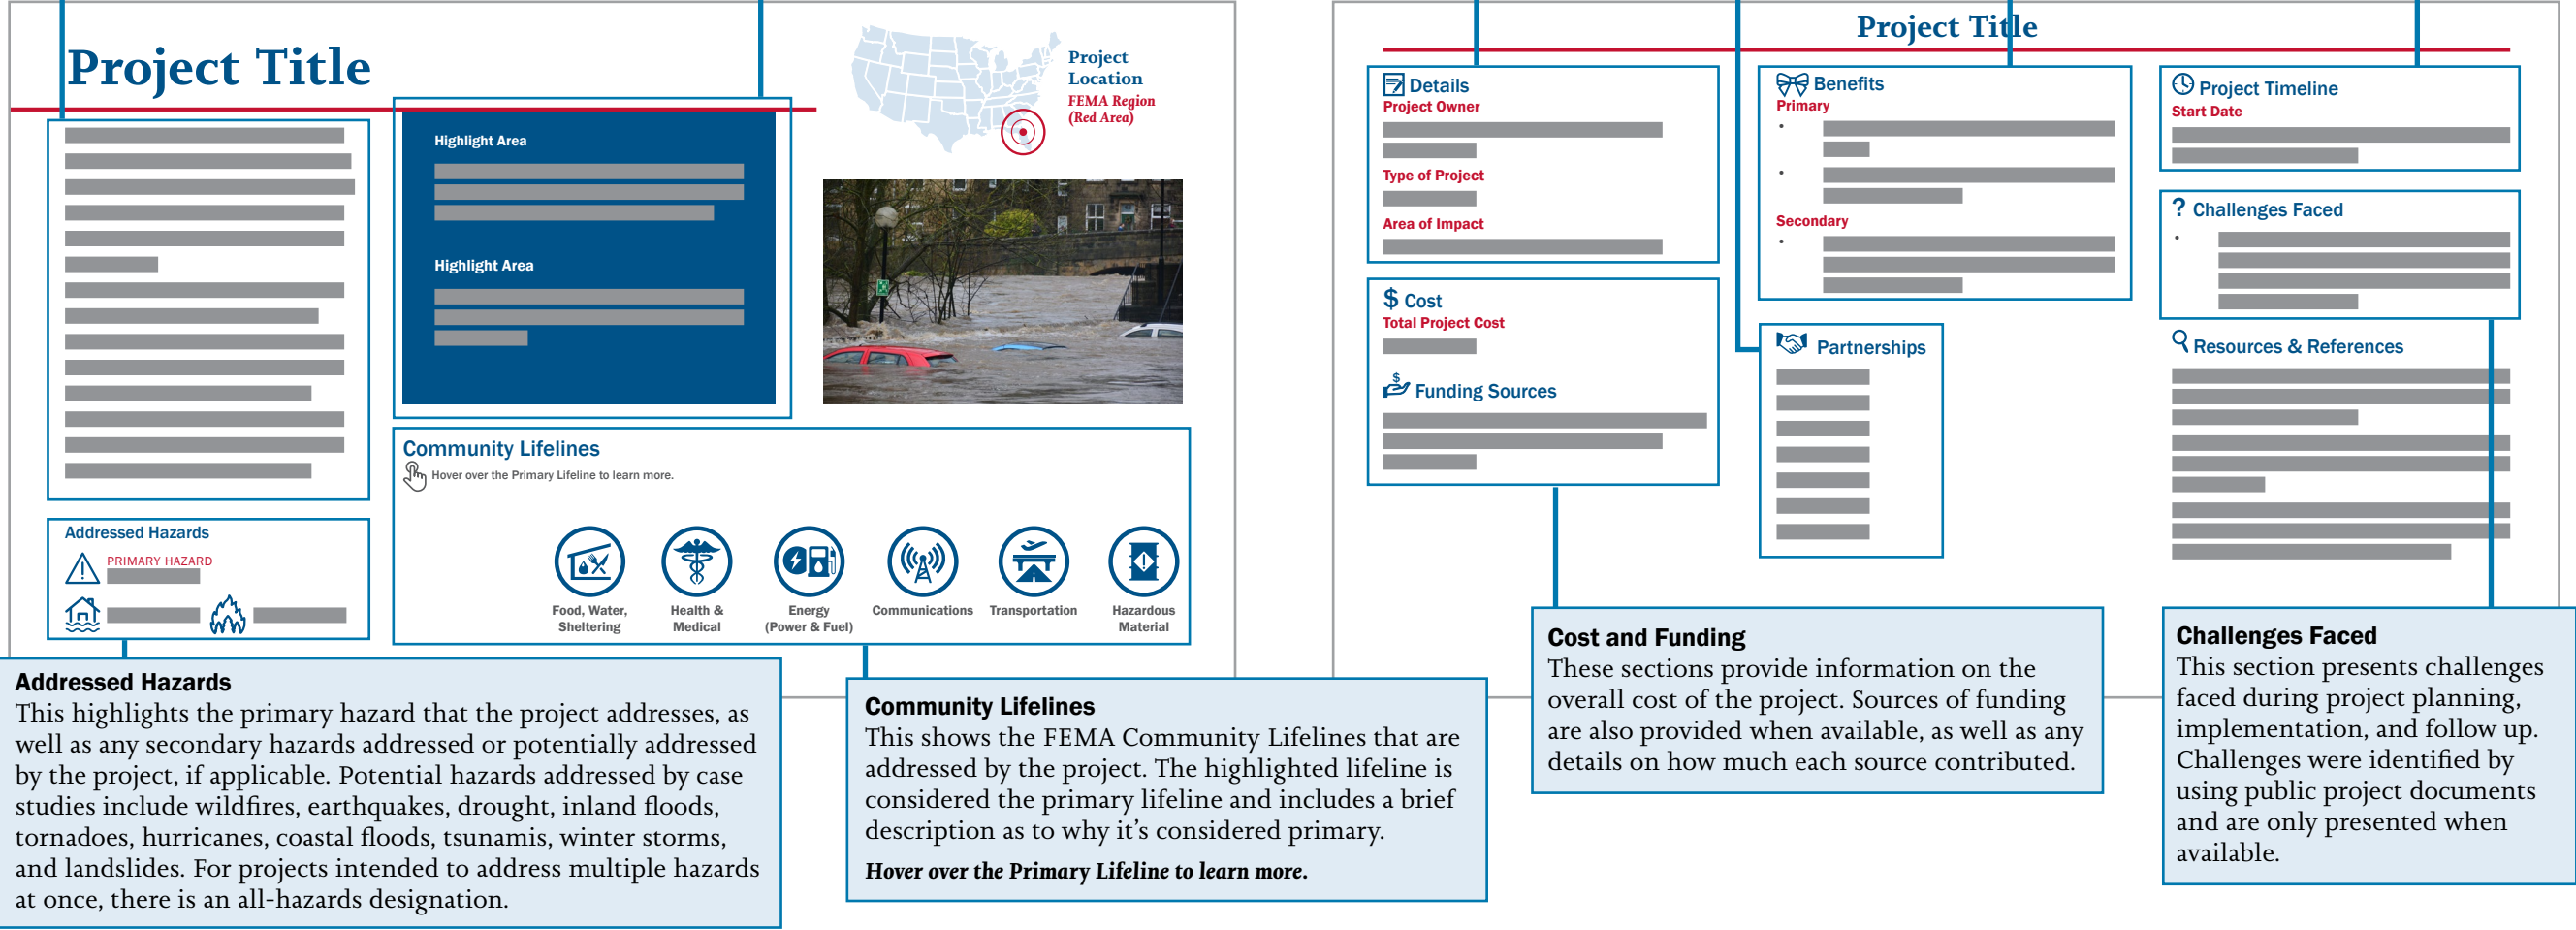 Project Title
Project
Location
FEMA Region
(Red Area)
Highlight Area
Highlight Area
Community Lifelines
Hover over the Primary Lifeline to learn more.
Food, Water,
Sheltering
Health &
Medical
Energy
(Power & Fuel)
Communications
Transportation
Hazardous
Material
Addressed Hazards
PRIMARY HAZARD
Addressed Hazards
This highlights the primary hazard that the project addresses, as
well as any secondary hazards addressed or potentially addressed
by the project, if applicable. Potential hazards addressed by case
studies include wildfires, earthquakes, drought, inland floods,
tornadoes, hurricanes, coastal floods, tsunamis, winter storms,
and landslides. For projects intended to address multiple hazards
at once, there is an all-hazards designation.
Community Lifelines
This shows the FEMA Community Lifelines that are
addressed by the project. The highlighted lifeline is
considered the primary lifeline and includes a brief
description as to why it’s considered primary.
Hover over the Primary Lifeline to learn more.
Project Title
Details
Project Owner
Type of Project
Area of Impact
$ Cost
Total Project Cost
Funding Sources
Benefits
Primary
Secondary
Partnerships
Project Timeline
Start Date
? Challenges Faced
Resources & References
Cost and Funding
These sections provide information on the
overall cost of the project. Sources of funding
are also provided when available, as well as any
details on how much each source contributed.
Challenges Faced
This section presents challenges
faced during project planning,
implementation, and follow up.
Challenges were identified by
using public project documents
and are only presented when
available.